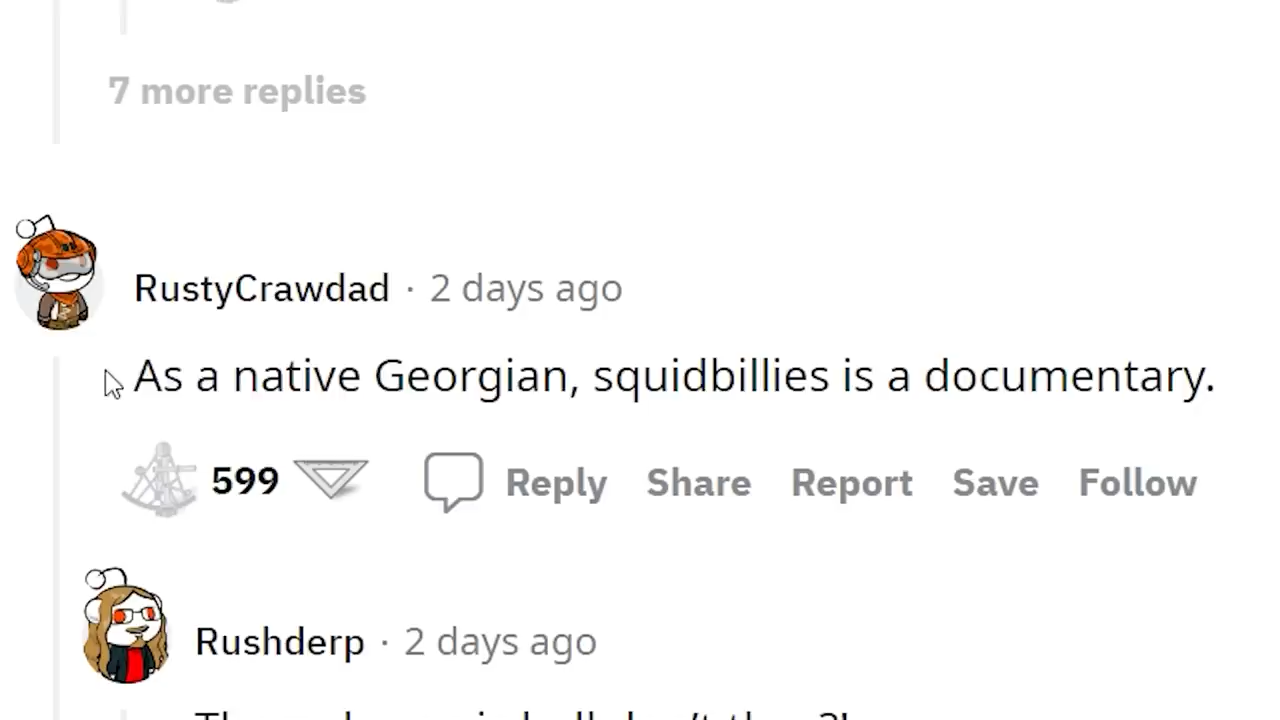 7 more replies
RustyCrawdad · 2 days ago
As a native Georgian, squidbillies is a documentary.
599 Reply Share Report Save Follow
Rushderp · 2 days ago